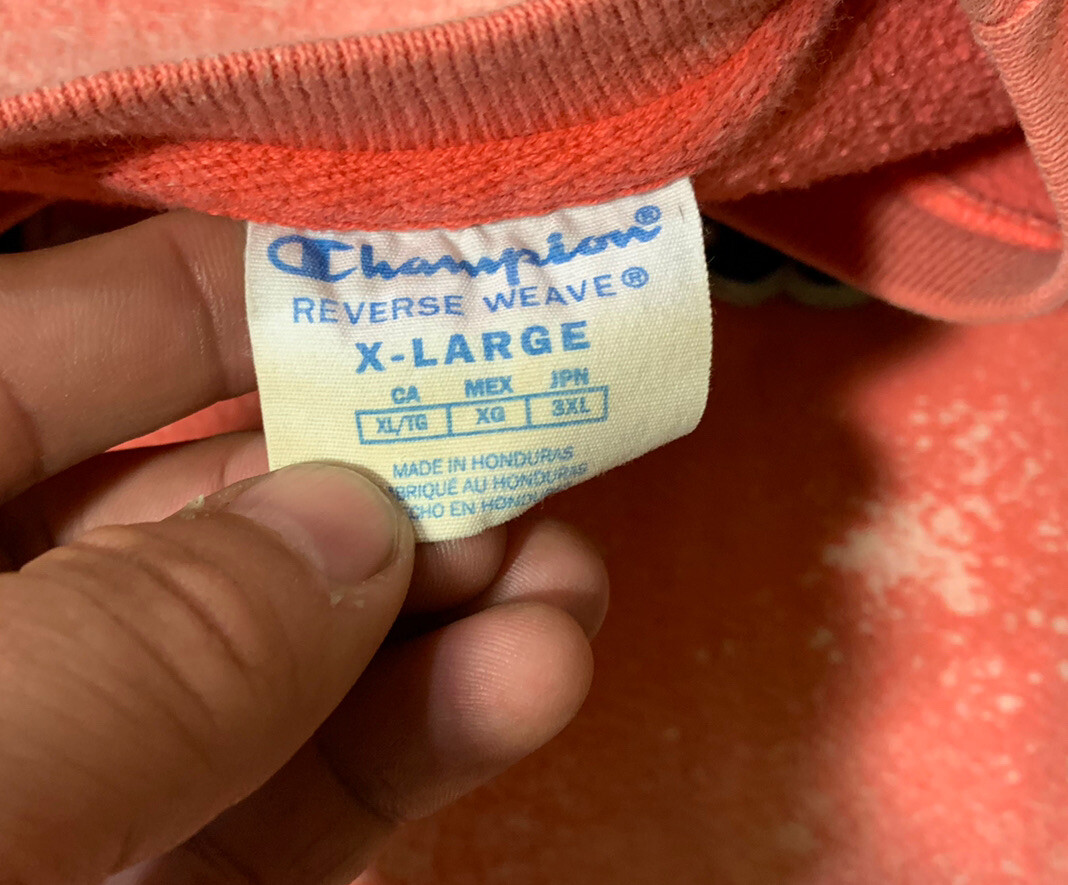 Champion®
REVERSE WEAVE®
X-LARGE
CA MEX JPN
XL/TG XG 3XL
MADE IN HONDURAS
AU HONDURAS
EN